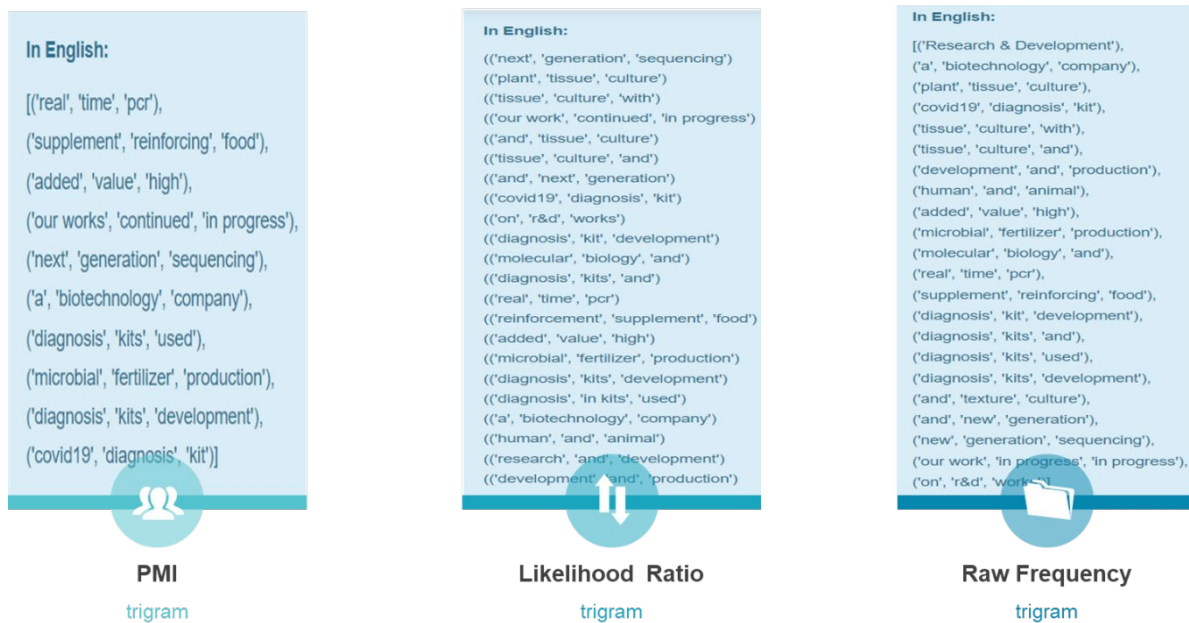 In English:
[('real', 'time', 'pcr'),
('supplement', 'reinforcing', 'food'),
('added', 'value', 'high'),
('our works', 'continued', 'in progress'),
('next', 'generation', 'sequencing'),
('a', 'biotechnology', 'company'),
('diagnosis', 'kits', 'used'),
('microbial', 'fertilizer', 'production'),
('diagnosis', 'kits', 'development'),
('covid19', 'diagnosis', 'kit')]
PMI
trigram
In English:
(('next', 'generation', 'sequencing')
(('plant', 'tissue', 'culture')
(('tissue', 'culture', 'with')
(('our work', 'continued', 'in progress')
(('and', 'tissue', 'culture')
(('tissue', 'culture', 'and')
(('and', 'next', 'generation')
(('covid19', 'diagnosis', 'kit')
(('on', 'r&d', 'works')
(('diagnosis', 'kit', 'development')
(('molecular', 'biology', 'and')
(('diagnosis', 'kits', 'and')
(('real', 'time', 'pcr')
(('reinforcement', 'supplement', 'food')
(('added', 'value', 'high')
(('microbial', 'fertilizer', 'production')
(('diagnosis', 'kits', 'development')
(('diagnosis', 'in kits', 'used')
(('a', 'biotechnology', 'company')
(('human', 'and', 'animal')
(('research', 'and', 'development')
(('development', 'and', 'production')
Likelihood Ratio
trigram
In English:
[('Research & Development'),
('a', 'biotechnology', 'company'),
('plant', 'tissue', 'culture'),
('covid19', 'diagnosis', 'kit'),
('tissue', 'culture', 'with'),
('tissue', 'culture', 'and'),
('development', 'and', 'production'),
('human', 'and', 'animal'),
('added', 'value', 'high'),
('microbial', 'fertilizer', 'production'),
('molecular', 'biology', 'and'),
('real', 'time', 'pcr'),
('supplement', 'reinforcing', 'food'),
('diagnosis', 'kit', 'development'),
('diagnosis', 'kits', 'and'),
('diagnosis', 'kits', 'used'),
('diagnosis', 'kits', 'development'),
('and', 'texture', 'culture'),
('and', 'new', 'generation'),
('new', 'generation', 'sequencing'),
('our work', 'in progress', 'in progress'),
('on', 'r&d', 'works')]
Raw Frequency
trigram